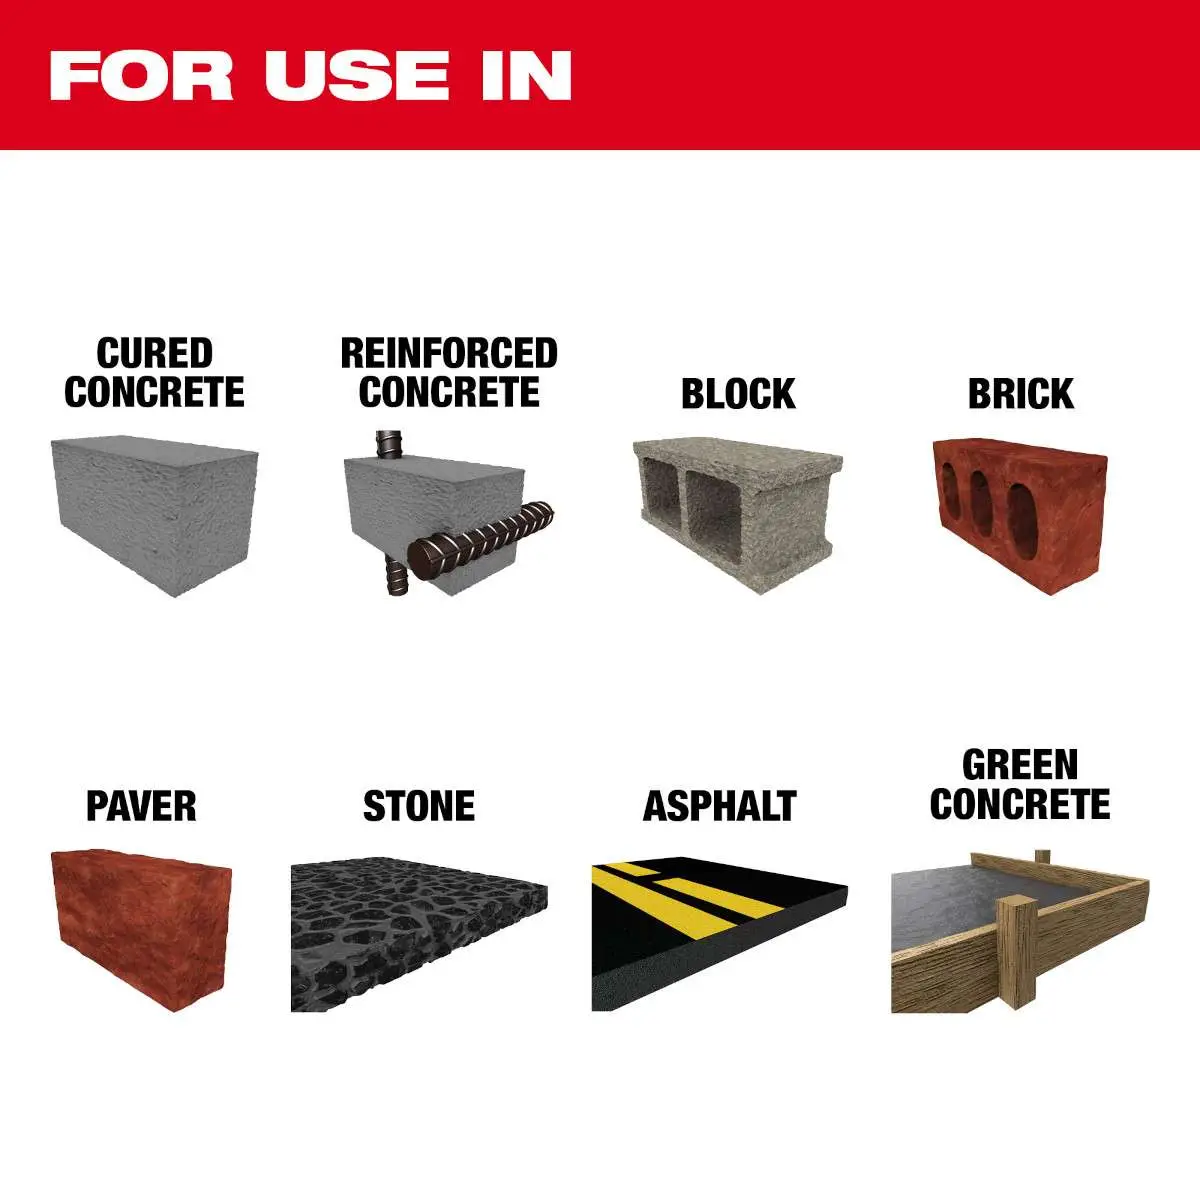 FOR USE IN
CURED
CONCRETE
REINFORCED
CONCRETE
BLOCK
BRICK
PAVER
STONE
ASPHALT
GREEN
CONCRETE